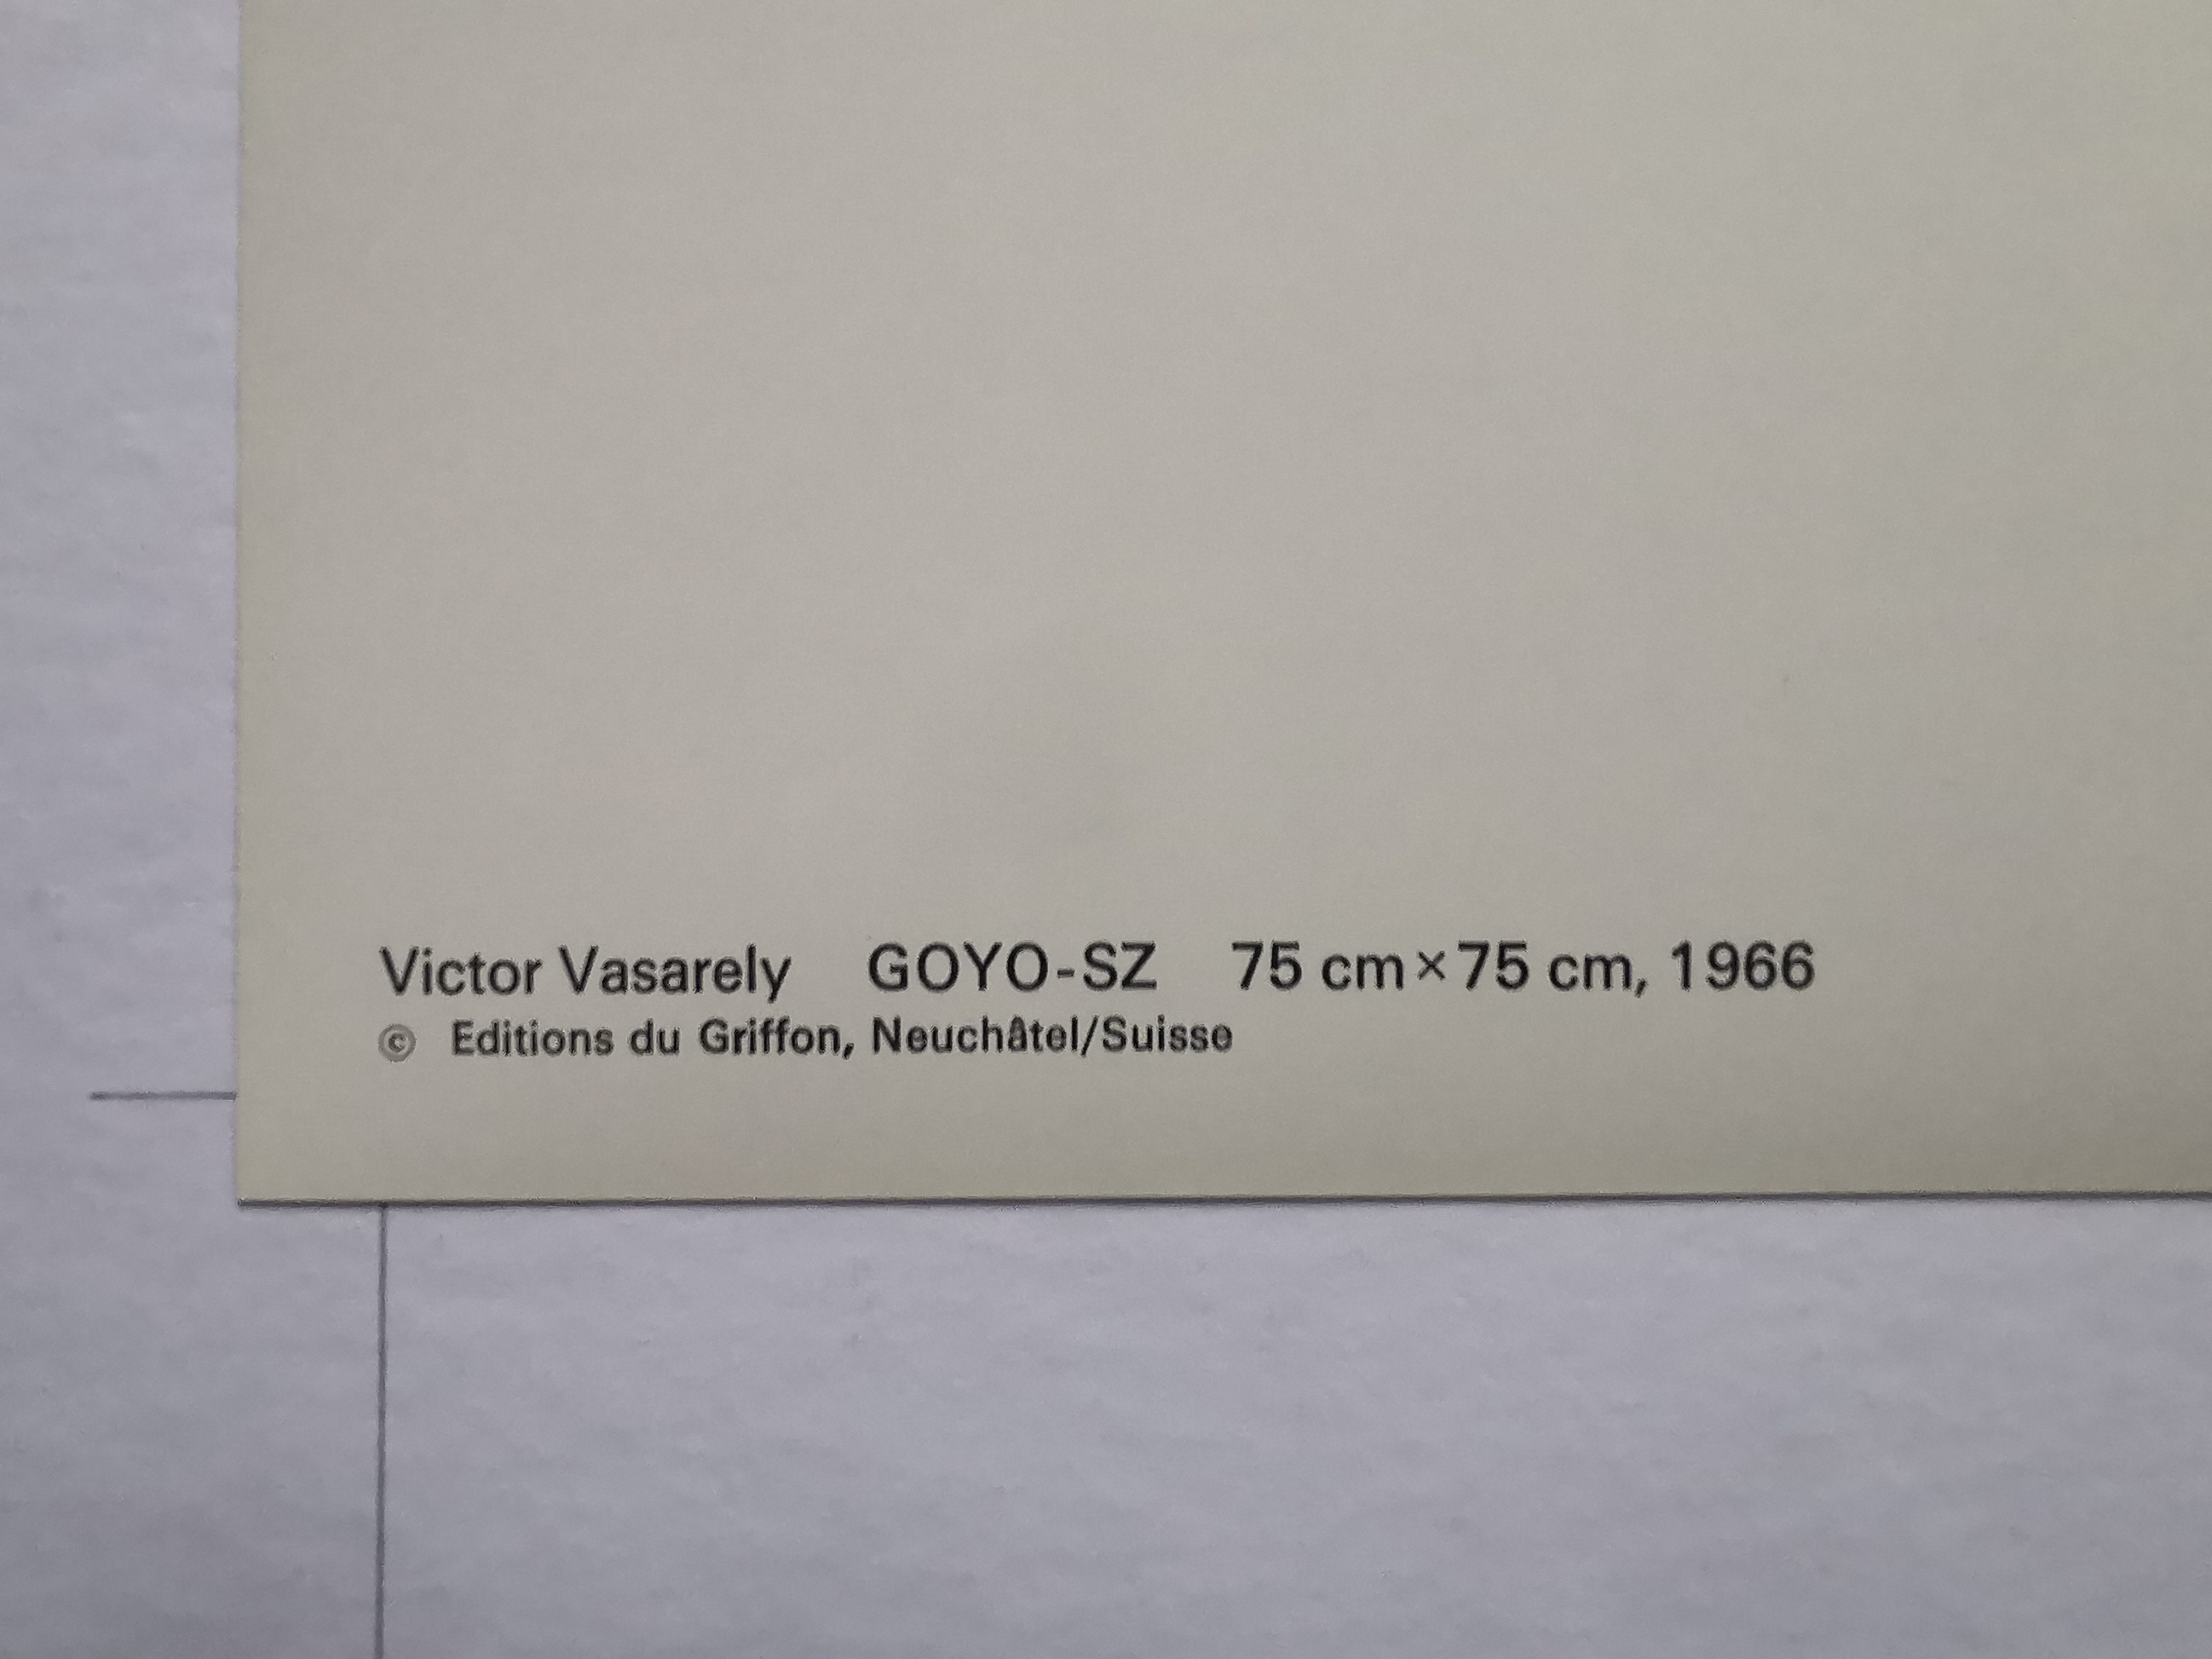 Victor Vasarely GOYO-SZ 75 cm×75 cm, 1966
© Editions du Griffon, Neuchâtel/Suisse